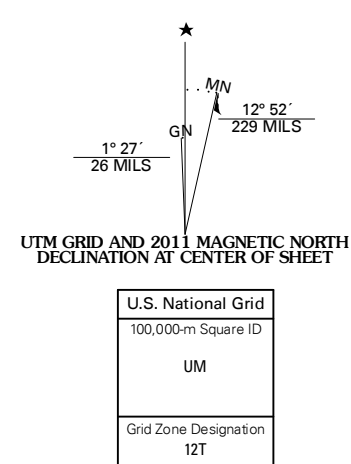 MN
GN
12° 52´
229 MILS
1° 27´
26 MILS
UTM GRID AND 2011 MAGNETIC NORTH
DECLINATION AT CENTER OF SHEET
U.S. National Grid
100,000-m Square ID
UM
Grid Zone Designation
12T